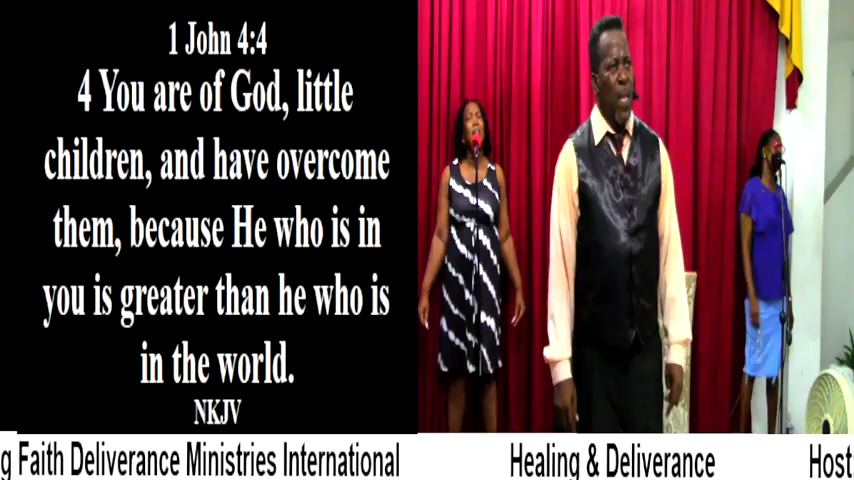 1 John 4:4
4 You are of God, little
children, and have overcome
them, because He who is in
you is greater than he who is
in the world.
NKJV
g Faith Deliverance Ministries International Healing & Deliverance Host